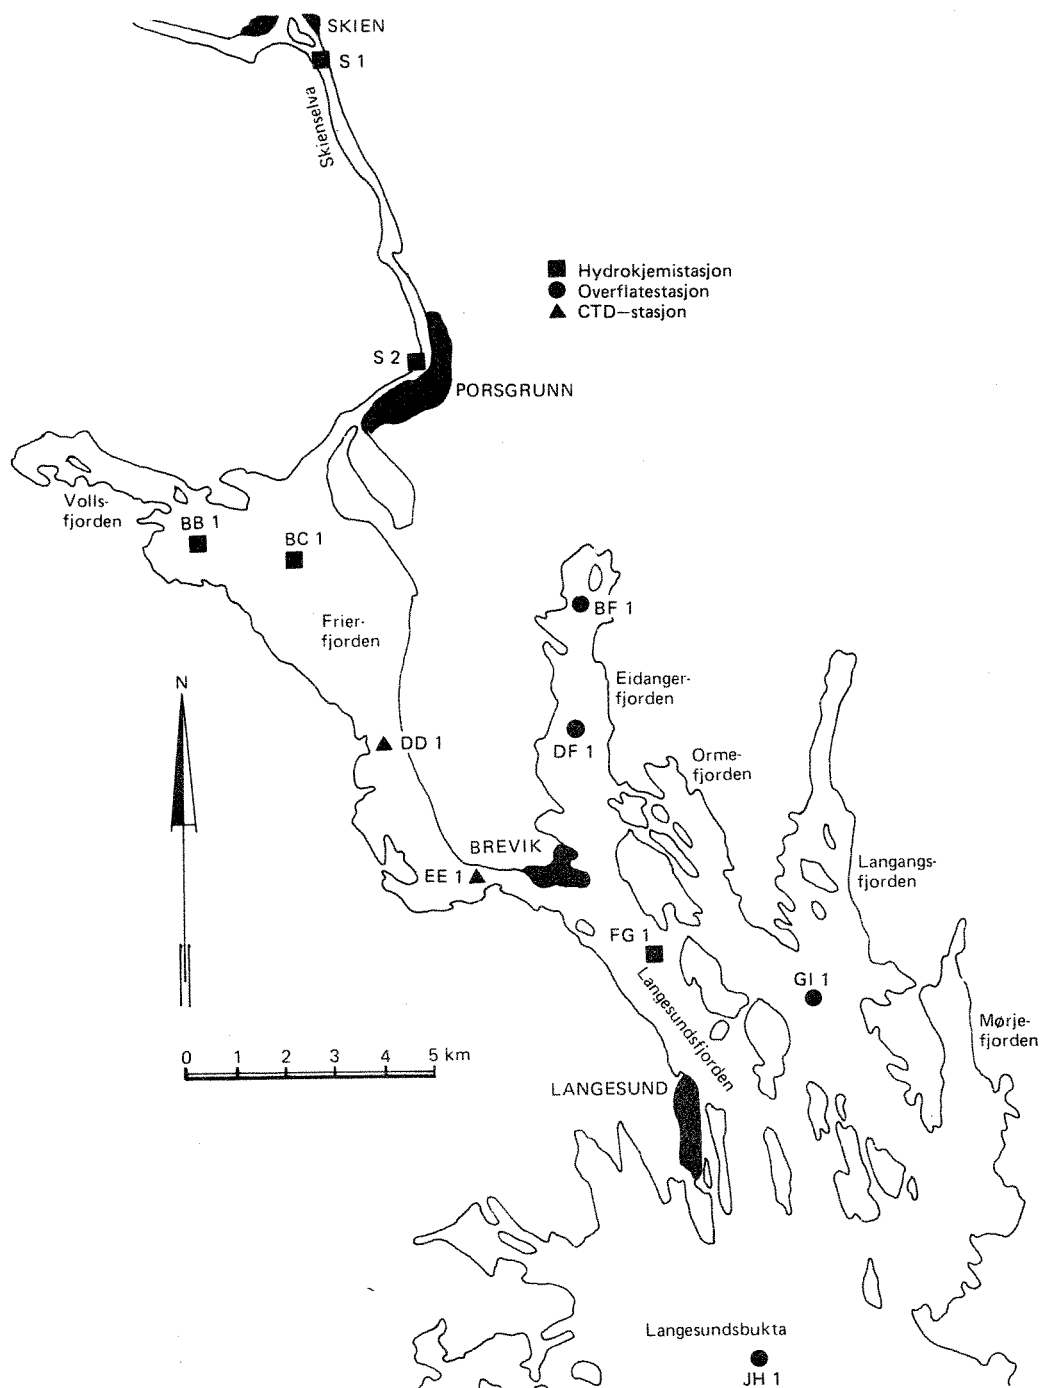 SKIEN
S 1
Skienselva
Hydrokjemistasjon
Overflatestasjon
CTD–stasjon
S 2
PORSGRUNN
Volls-
fjorden
BB 1
BC 1
Frier-
fjorden
BF 1
Eidanger-
fjorden
N
DD 1
DF 1
Orme-
fjorden
BREVIK
EE 1
Langangs-
fjorden
FG 1
Langesundsfjorden
GI 1
Mørje-
fjorden
0 1 2 3 4 5 km
LANGESUND
Langesundsbukta
JH 1